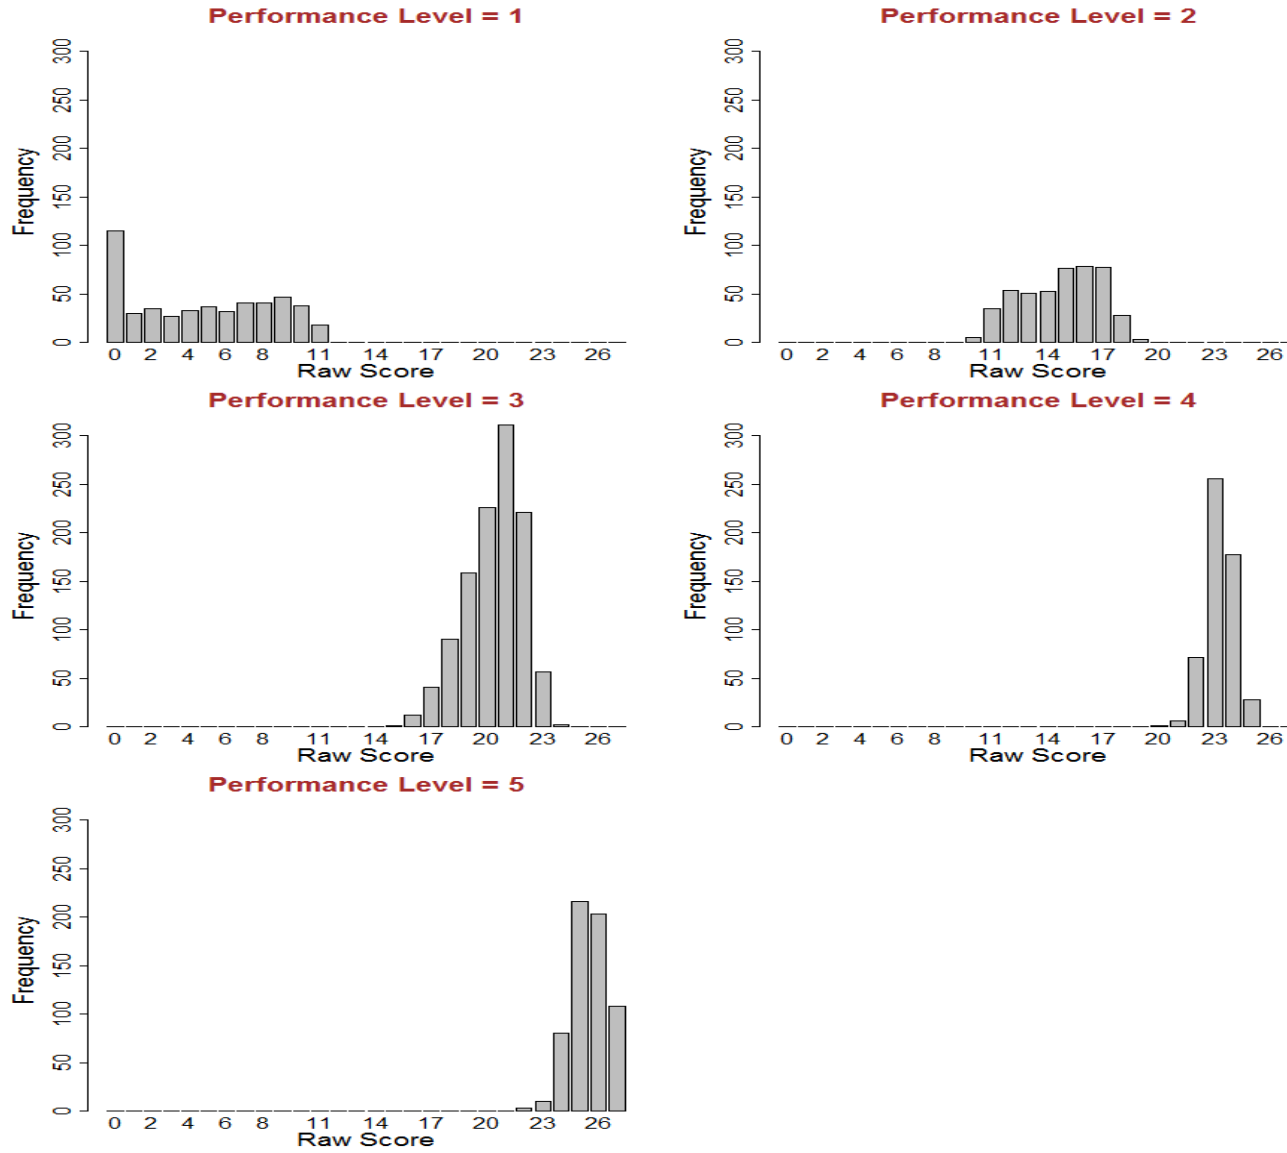 Performance Level = 1
300
250
200
150
100
50
0
Frequency
0 2 4 6 8 11 14 17 20 23 26
Raw Score
Performance Level = 2
300
250
200
150
100
50
0
Frequency
0 2 4 6 8 11 14 17 20 23 26
Raw Score
Performance Level = 3
300
250
200
150
100
50
0
Frequency
0 2 4 6 8 11 14 17 20 23 26
Raw Score
Performance Level = 4
300
250
200
150
100
50
0
Frequency
0 2 4 6 8 11 14 17 20 23 26
Raw Score
Performance Level = 5
300
250
200
150
100
50
0
Frequency
0 2 4 6 8 11 14 17 20 23 26
Raw Score